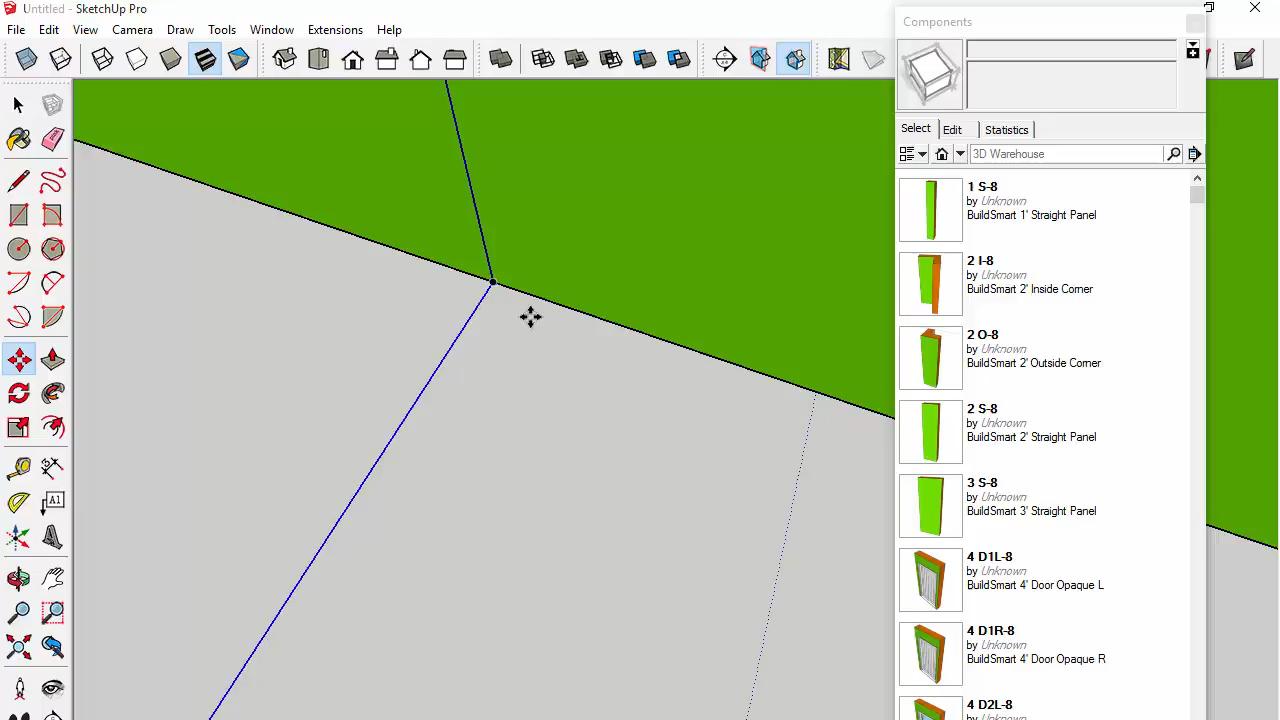 Untitled - SketchUp Pro
File Edit View Camera Draw Tools Window Extensions Help
Components
Select Edit Statistics
3D Warehouse
1 S-8
by Unknown
BuildSmart 1' Straight Panel
2 I-8
by Unknown
BuildSmart 2' Inside Corner
2 O-8
by Unknown
BuildSmart 2' Outside Corner
2 S-8
by Unknown
BuildSmart 2' Straight Panel
3 S-8
by Unknown
BuildSmart 3' Straight Panel
4 D1L-8
by Unknown
BuildSmart 4' Door Opaque L
4 D1R-8
by Unknown
BuildSmart 4' Door Opaque R
4 D2L-8
by Unknown
A1